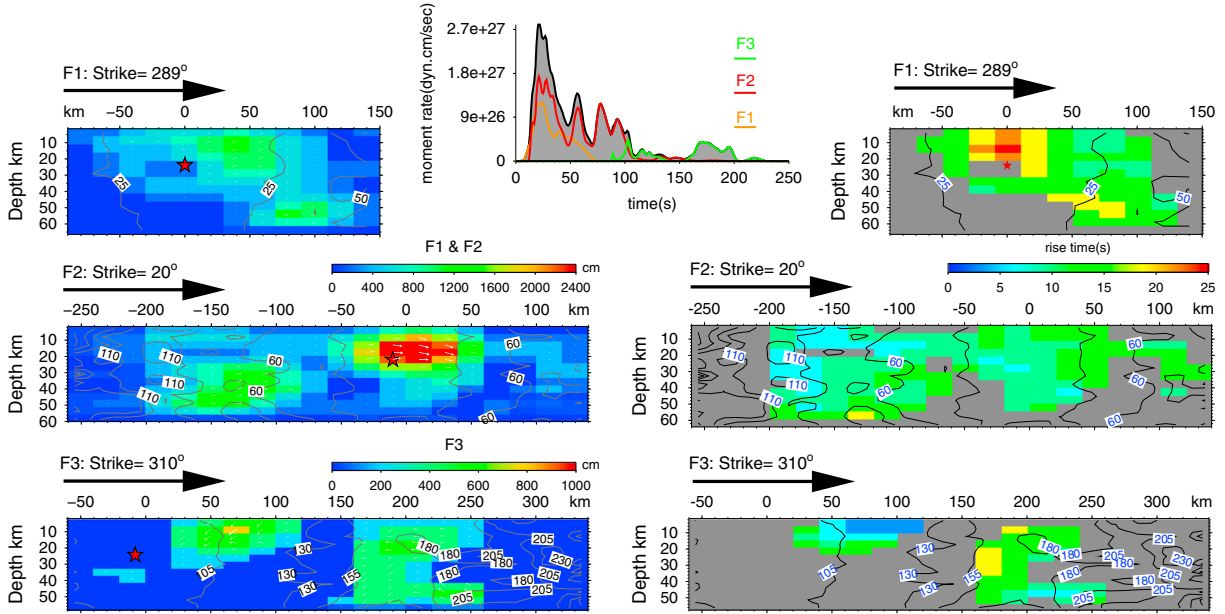 2.7e+27
1.8e+27
9e+26
0
moment rate(dyn.cm/sec)
0 50 100 150 200 250
time(s)
F3
F2
F1
F1: Strike= 289°
km −50 0 50 100 150
Depth km
10
20
30
40
50
60
25
25
50
F1: Strike= 289°
km −50 0 50 100 150
Depth km
10
20
30
40
50
60
25
25
50
F1 & F2
cm
0 400 800 1200 1600 2000 2400
F2: Strike= 20°
−250 −200 −150 −100 −50 0 50 100 km
Depth km
10
20
30
40
50
60
110
110
110
60
60
60
60
60
rise time(s)
0 5 10 15 20 25
F2: Strike= 20°
−250 −200 −150 −100 −50 0 50 100 km
Depth km
10
20
30
40
50
60
110
110
110
60
60
60
60
60
F3
cm
0 200 400 600 800 1000
F3: Strike= 310°
−50 0 50 100 150 200 250 300 km
Depth km
10
20
30
40
50
105
130
130
155
180
180
180
205
205
205
205
230
F3: Strike= 310°
−50 0 50 100 150 200 250 300 km
Depth km
10
20
30
40
50
105
130
130
155
180
180
180
205
205
205
205
230